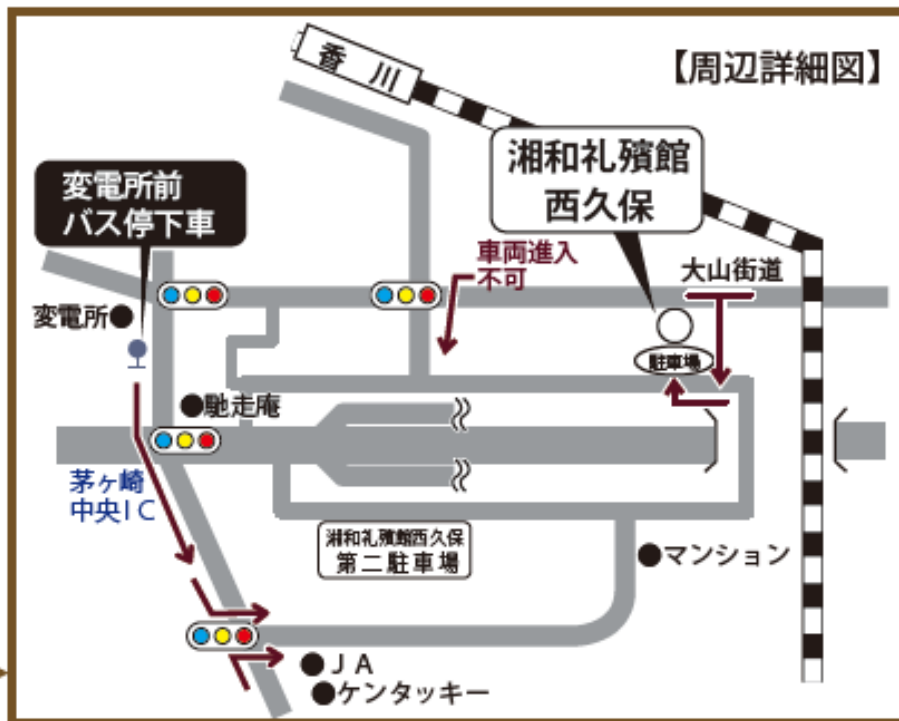 香川
【周辺詳細図】
湘和礼殯館
西久保
変電所前
バス停下車
車両進入
不可
大山街道
変電所
駐車場
馳走庵
茅ヶ崎
中央IC
湘和礼殯館西久保
第二駐車場
マンション
JA
ケンタッキー